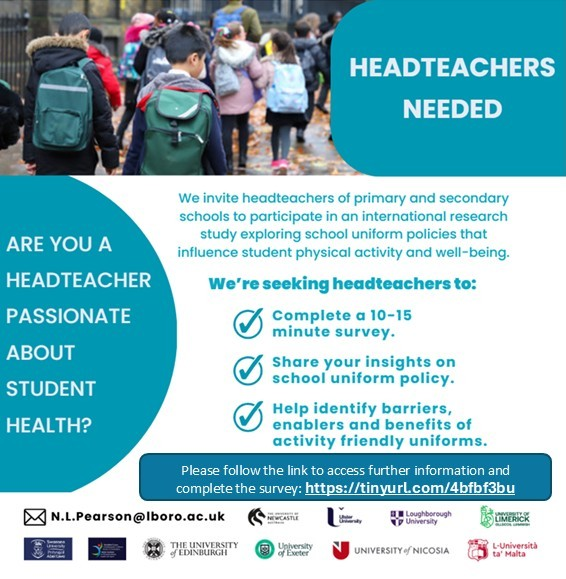 HEADTEACHERS
NEEDED
We invite headteachers of primary and secondary
schools to participate in an international research
study exploring school uniform policies that
influence student physical activity and well-being.
ARE YOU A
HEADTEACHER
PASSIONATE
ABOUT
STUDENT
HEALTH?
We're seeking headteachers to:
Complete a 10-15
minute survey.
Share your insights on
school uniform policy.
Help identify barriers,
enablers and benefits of
activity friendly uniforms.
Please follow the link to access further information and
complete the survey: https://tinyurl.com/4bfbf3bu
N.L.Pearson@lboro.ac.uk
THE UNIVERSITY OF
NEWCASTLE
AUSTRALIA
Ulster
University
Loughborough
University
UNIVERSITY OF
LIMERICK
OLLSCOIL LUIMNIGH
Swansea
University
Prifysgol
Abertawe
THE UNIVERSITY
of EDINBURGH
University
of Exeter
UNIVERSITY of NICOSIA
L-Università
ta' Malta